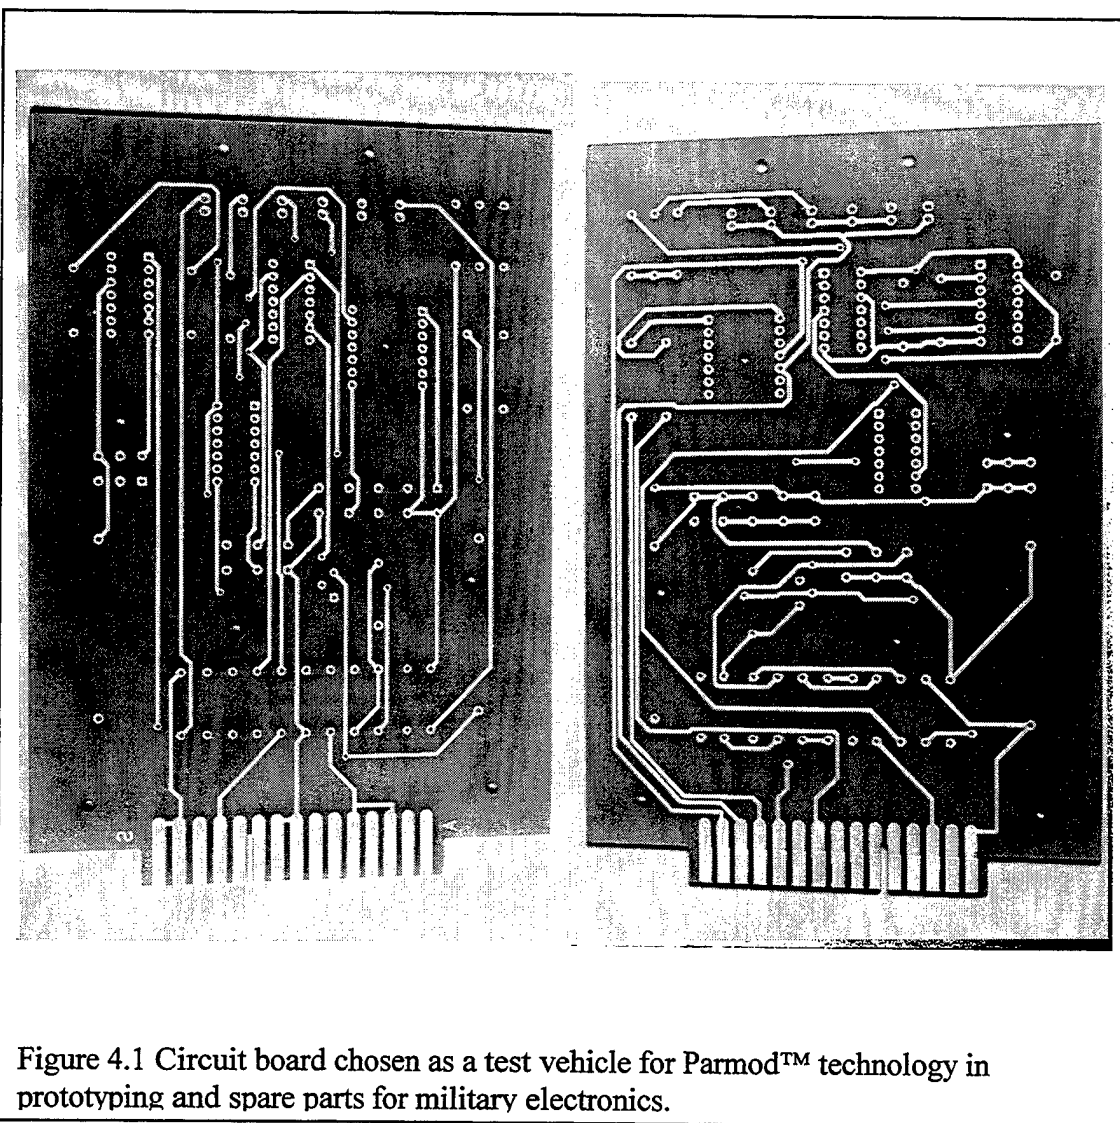 Figure 4.1 Circuit board chosen as a test vehicle for Parmod™ technology in
prototyping and spare parts for military electronics.